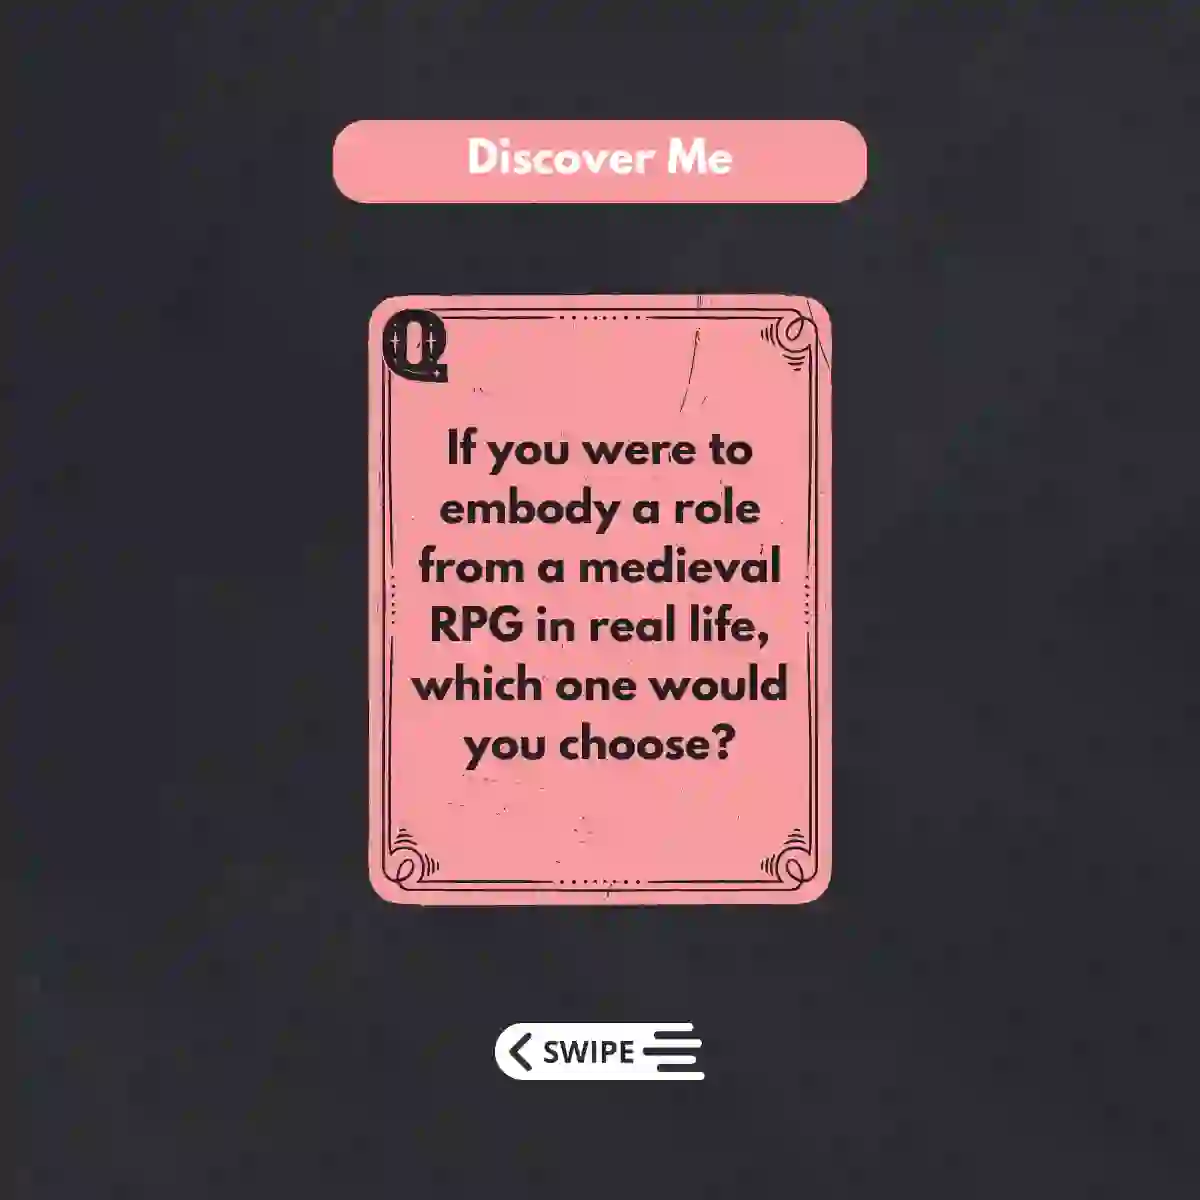 Discover Me
Q
If you were to
embody a role
from a medieval
RPG in real life,
which one would
you choose?
SWIPE